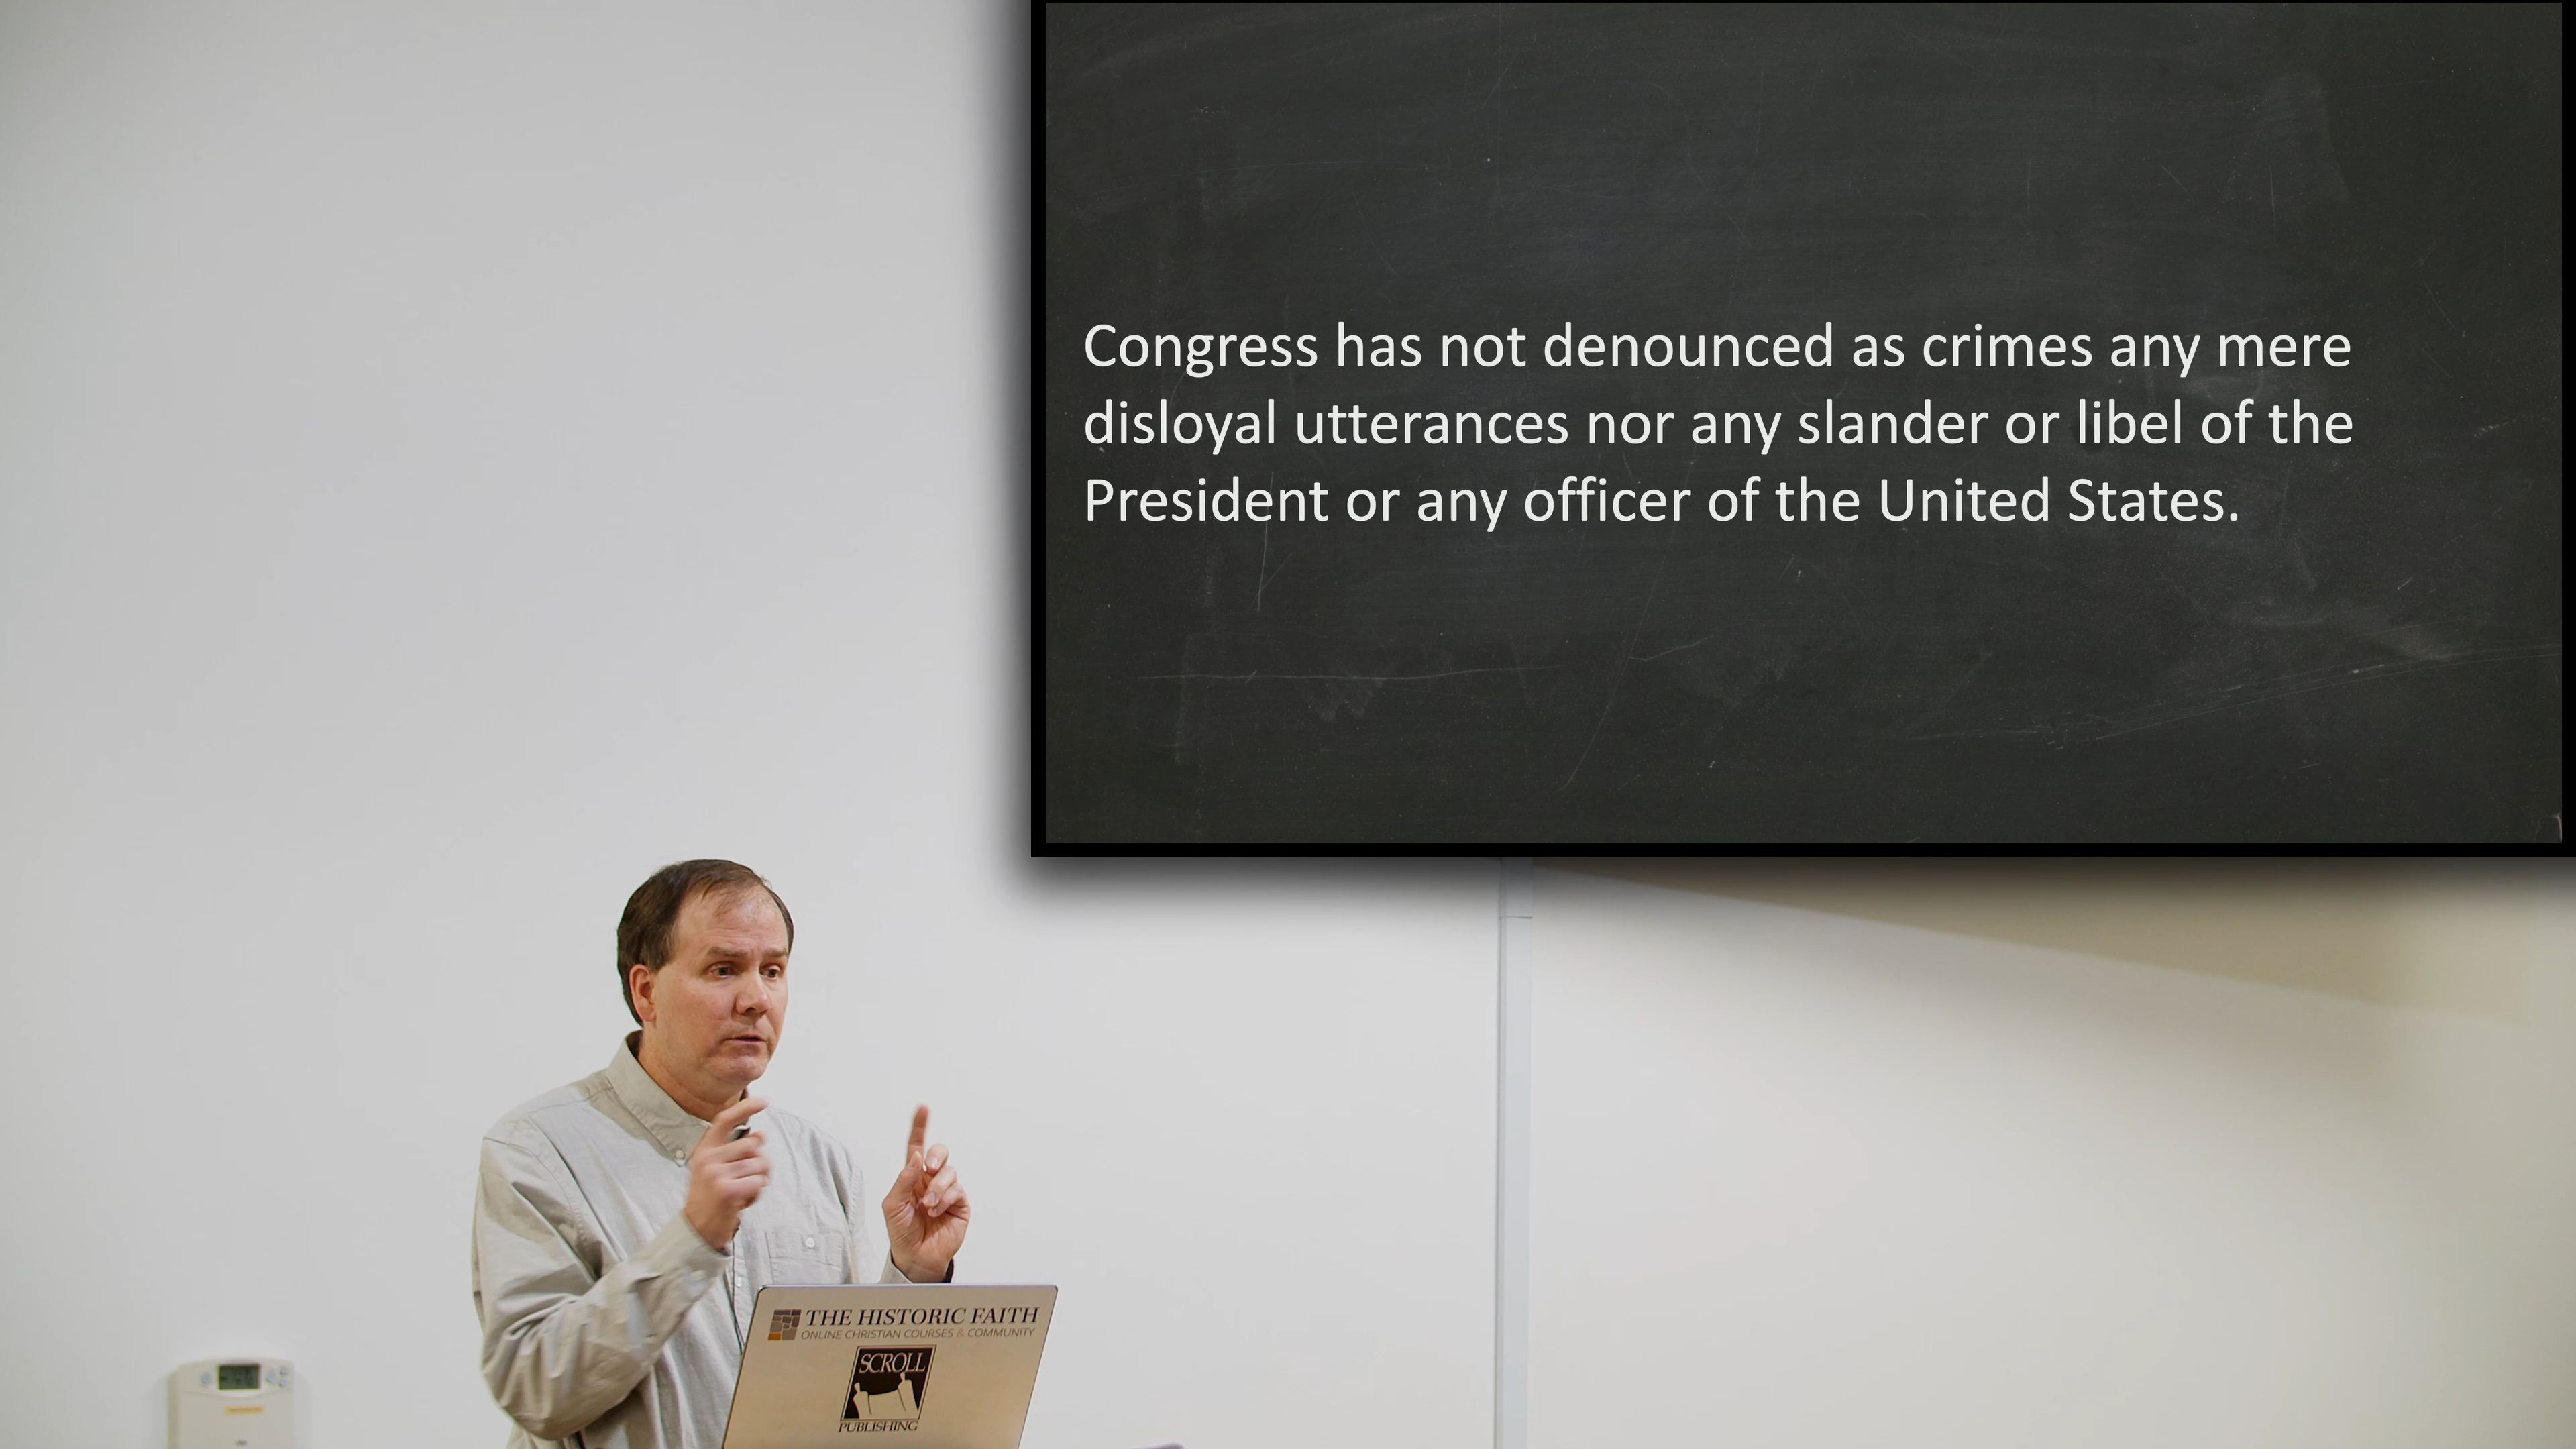 Congress has not denounced as crimes any mere
disloyal utterances nor any slander or libel of the
President or any officer of the United States.
THE HISTORIC FAITH
ONLINE CHRISTIAN COURSES & COMMUNITY
SCROLL
PUBLISHING